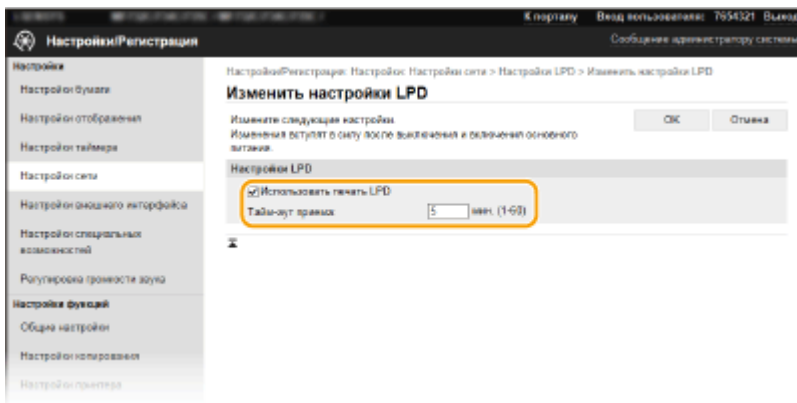 К порталу Вход пользователя: 7654321 Выход
Настройки/Регистрация
Сообщение администратору системы
Настройки
Настройки бумаги
Настройки отображения
Настройки таймера
Настройки сети
Настройки внешнего интерфейса
Настройки специальных
возможностей
Регулировка громкости звука
Настройки функций
Общие настройки
Настройки копирования
Настройки принтера
Настройки/Регистрация: Настройки: Настройки сети > Настройки LPD > Изменить настройки LPD
Изменить настройки LPD
Измените следующие настройки.
Изменения вступят в силу после выключения и включения основного
питания.
OK Отмена
Настройки LPD
Использовать печать LPD
Тайм-аут приема: 5 мин. (1-60)